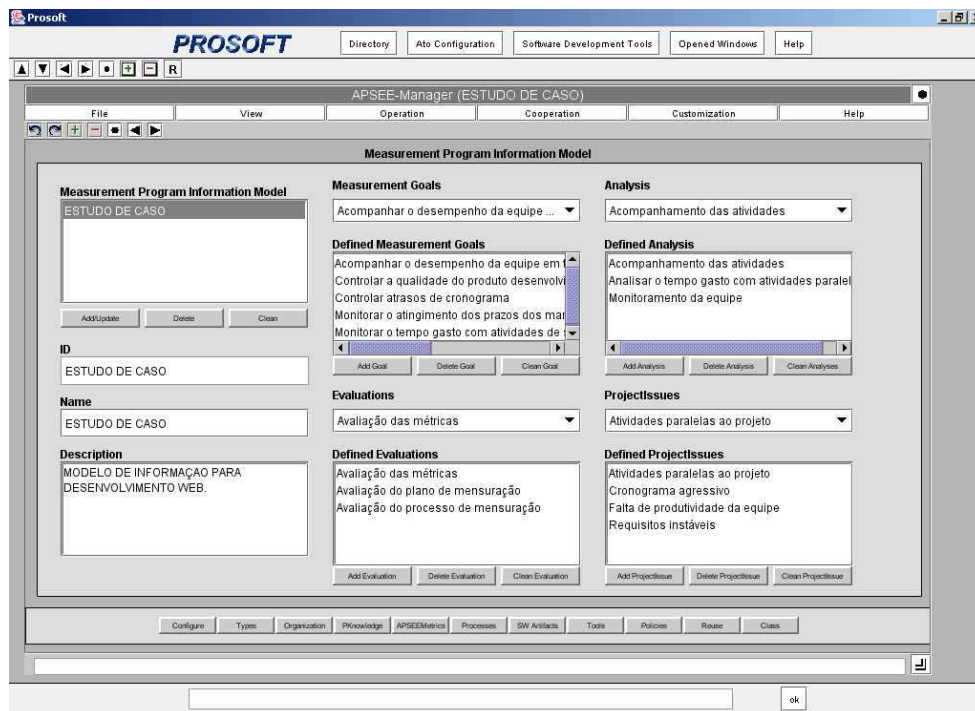 Prosoft
PROSOFT
Directory
Ato Configuration
Software Development Tools
Opened Windows
Help
R
APSEE-Manager (ESTUDO DE CASO)
File
View
Operation
Cooperation
Customization
Help
Measurement Program Information Model
Measurement Program Information Model
ESTUDO DE CASO
Add/Update
Delete
Clean
ID
ESTUDO DE CASO
Name
ESTUDO DE CASO
Description
MODELO DE INFORMAÇAO PARA
DESENVOLVIMENTO WEB.
Measurement Goals
Acompanhar o desempenho da equipe ...
Defined Measurement Goals
Acompanhar o desempenho da equipe em
Controlar a qualidade do produto desenvolvi
Controlar atrasos de cronograma
Monitorar o atingimento dos prazos dos mar
Monitorar o tempo gasto com atividades de
Add Goal
Delete Goal
Clean Goal
Evaluations
Avaliação das métricas
Defined Evaluations
Avaliação das métricas
Avaliação do plano de mensuração
Avaliação do processo de mensuração
Add Evaluation
Delete Evaluation
Clean Evaluation
Analysis
Acompanhamento das atividades
Defined Analysis
Acompanhamento das atividades
Analisar o tempo gasto com atividades paralel
Monitoramento da equipe
Add Analysis
Delete Analysis
Clean Analyses
ProjectIssues
Atividades paralelas ao projeto
Defined ProjectIssues
Atividades paralelas ao projeto
Cronograma agressivo
Falta de produtividade da equipe
Requisitos instáveis
Add ProjectIssue
Delete ProjectIssue
Clean ProjectIssue
Configure
Types
Organization
PKnowledge
APSEEMetrics
Processes
SW Artifacts
Tools
Policies
Reuse
Class
ok